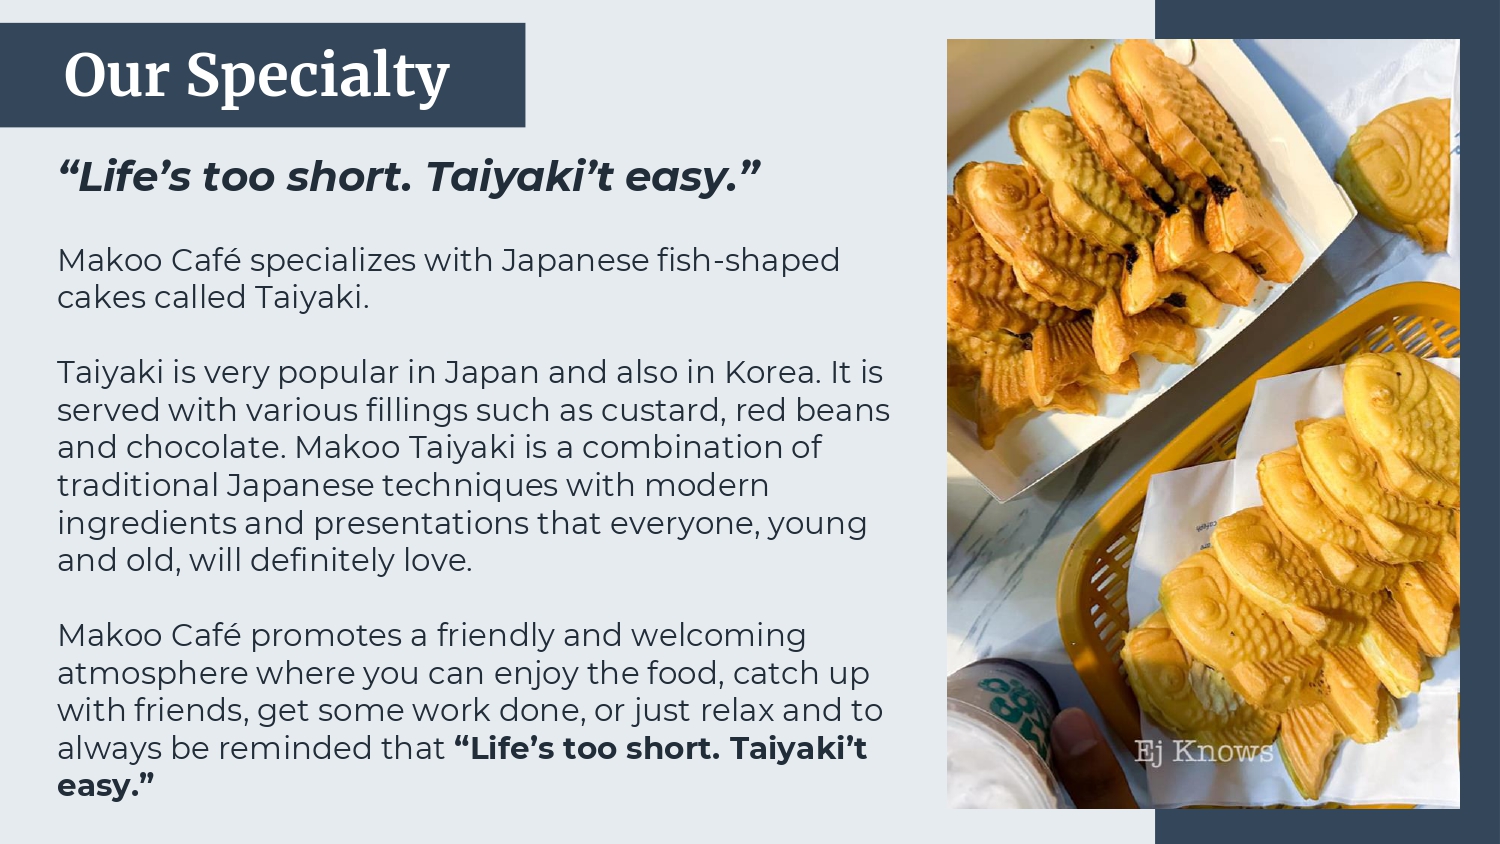 Our Specialty
“Life’s too short. Taiyaki’t easy.”
Makoo Café specializes with Japanese fish-shaped
cakes called Taiyaki.
Taiyaki is very popular in Japan and also in Korea. It is
served with various fillings such as custard, red beans
and chocolate. Makoo Taiyaki is a combination of
traditional Japanese techniques with modern
ingredients and presentations that everyone, young
and old, will definitely love.
Makoo Café promotes a friendly and welcoming
atmosphere where you can enjoy the food, catch up
with friends, get some work done, or just relax and to
always be reminded that “Life’s too short. Taiyaki’t
easy.”
Ej Knows